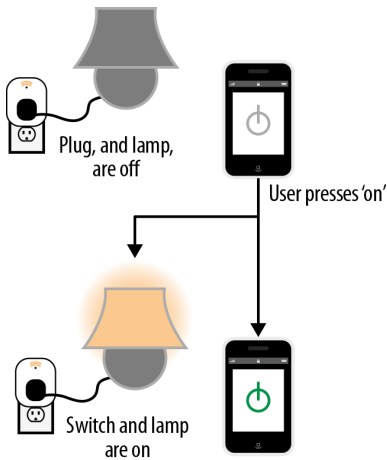 Plug, and lamp,
are off
User presses ‘on’
Switch and lamp
are on